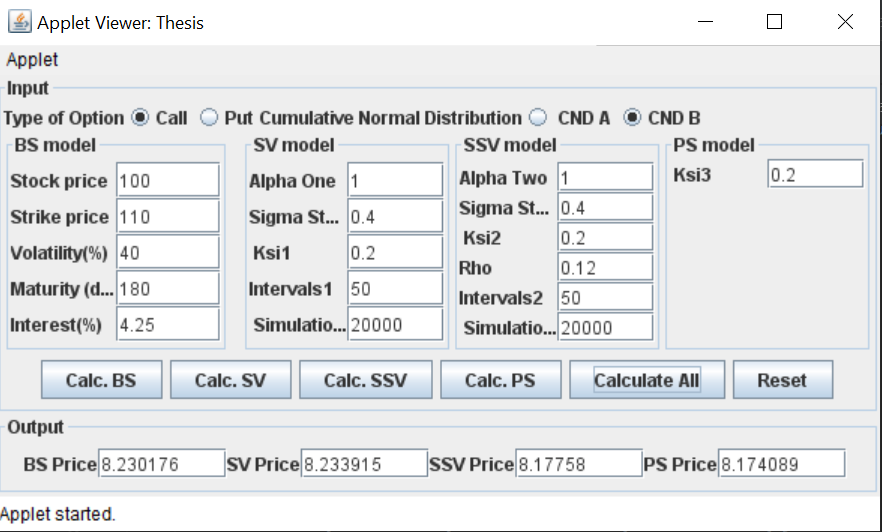 Applet Viewer: Thesis
Applet
Input
Type of Option Call Put Cumulative Normal Distribution CND A CND B
BS model SV model SSV model PS model
Stock price 100 Alpha One 1 Alpha Two 1 Ksi3 0.2
Strike price 110 Sigma St... 0.4 Sigma St... 0.4
Volatility(%) 40 Ksi1 0.2 Ksi2 0.2
Maturity (d... 180 Intervals1 50 Rho 0.12
Interest(%) 4.25 Simulatio... 20000 Intervals2 50
Simulatio... 20000
Calc. BS Calc. SV Calc. SSV Calc. PS Calculate All Reset
Output
BS Price 8.230176 SV Price 8.233915 SSV Price 8.17758 PS Price 8.174089
Applet started.